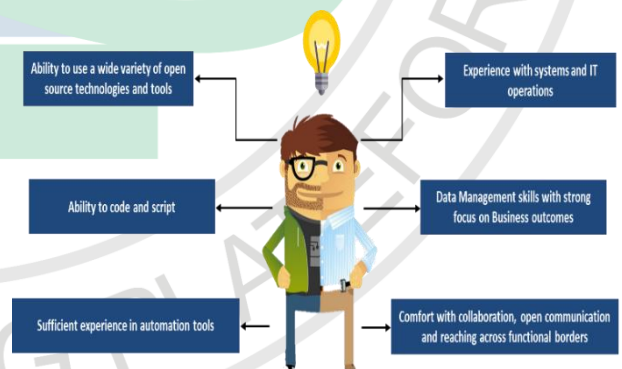 Ability to use a wide variety of open
source technologies and tools
Experience with systems and IT
operations
Ability to code and script
Data Management skills with strong
focus on Business outcomes
Sufficient experience in automation tools
Comfort with collaboration, open communication
and reaching across functional borders